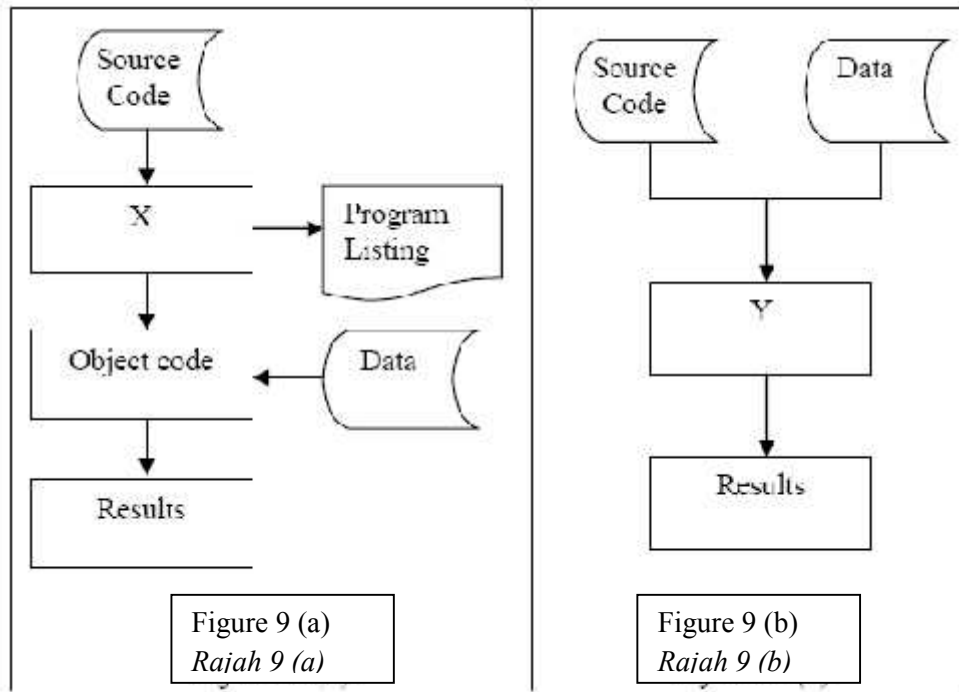 Source
Code
X
Program
Listing
Object code
Data
Results
Figure 9 (a)
Rajah 9 (a)
Source
Code
Data
Y
Results
Figure 9 (b)
Rajah 9 (b)